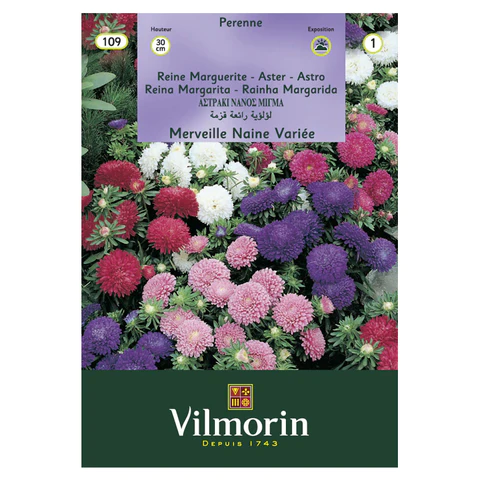 Perenne
109
Hauteur
30
cm
Exposition
1
Reine Marguerite - Aster - Astro
Reina Margarita - Rainha Margarida
ΑΣΤΡΑΚΙ ΝΑΝΟΣ ΜΙΓΜΑ
لؤلؤية رائعة قزمة
Merveille Naine Variée
Vilmorin
DEPUIS 1743